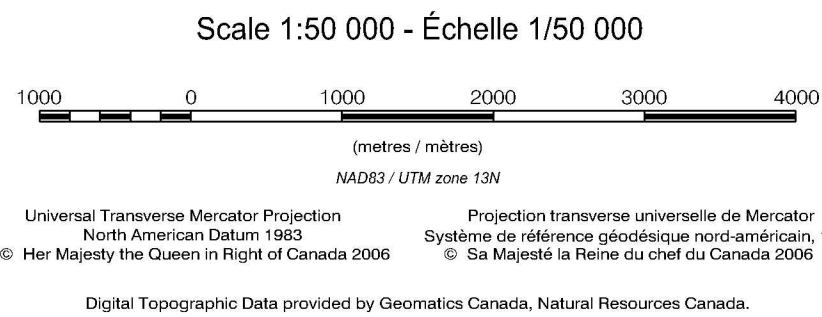 Scale 1:50 000 - Échelle 1/50 000
1000 0 1000 2000 3000 4000
(metres / mètres)
NAD83 / UTM zone 13N
Universal Transverse Mercator Projection
North American Datum 1983
© Her Majesty the Queen in Right of Canada 2006
Projection transverse universelle de Mercator
Système de référence géodésique nord-américain,
© Sa Majesté la Reine du chef du Canada 2006
Digital Topographic Data provided by Geomatics Canada, Natural Resources Canada.